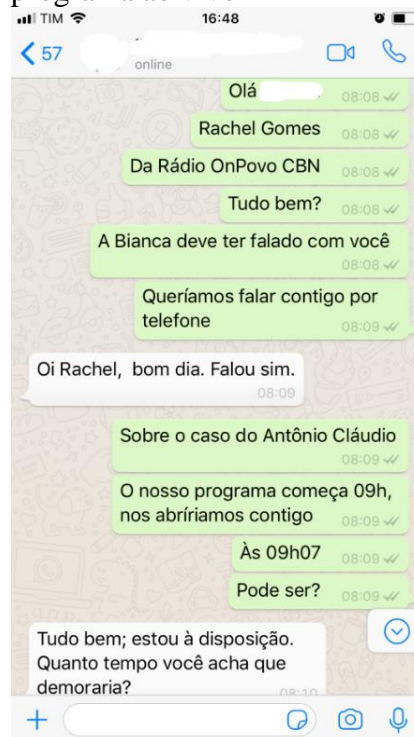 TIM
16:48
57
online
Olá
08:08
Rachel Gomes
08:08
Da Rádio OnPovo CBN
08:08
Tudo bem?
08:08
A Bianca deve ter falado com você
08:08
Queríamos falar contigo por
telefone
08:09
Oi Rachel, bom dia. Falou sim.
08:09
Sobre o caso do Antônio Cláudio
08:09
O nosso programa começa 09h,
nos abríriamos contigo
08:09
Às 09h07
08:09
Pode ser?
08:09
Tudo bem; estou à disposição.
Quanto tempo você acha que
demoraria?
08:10